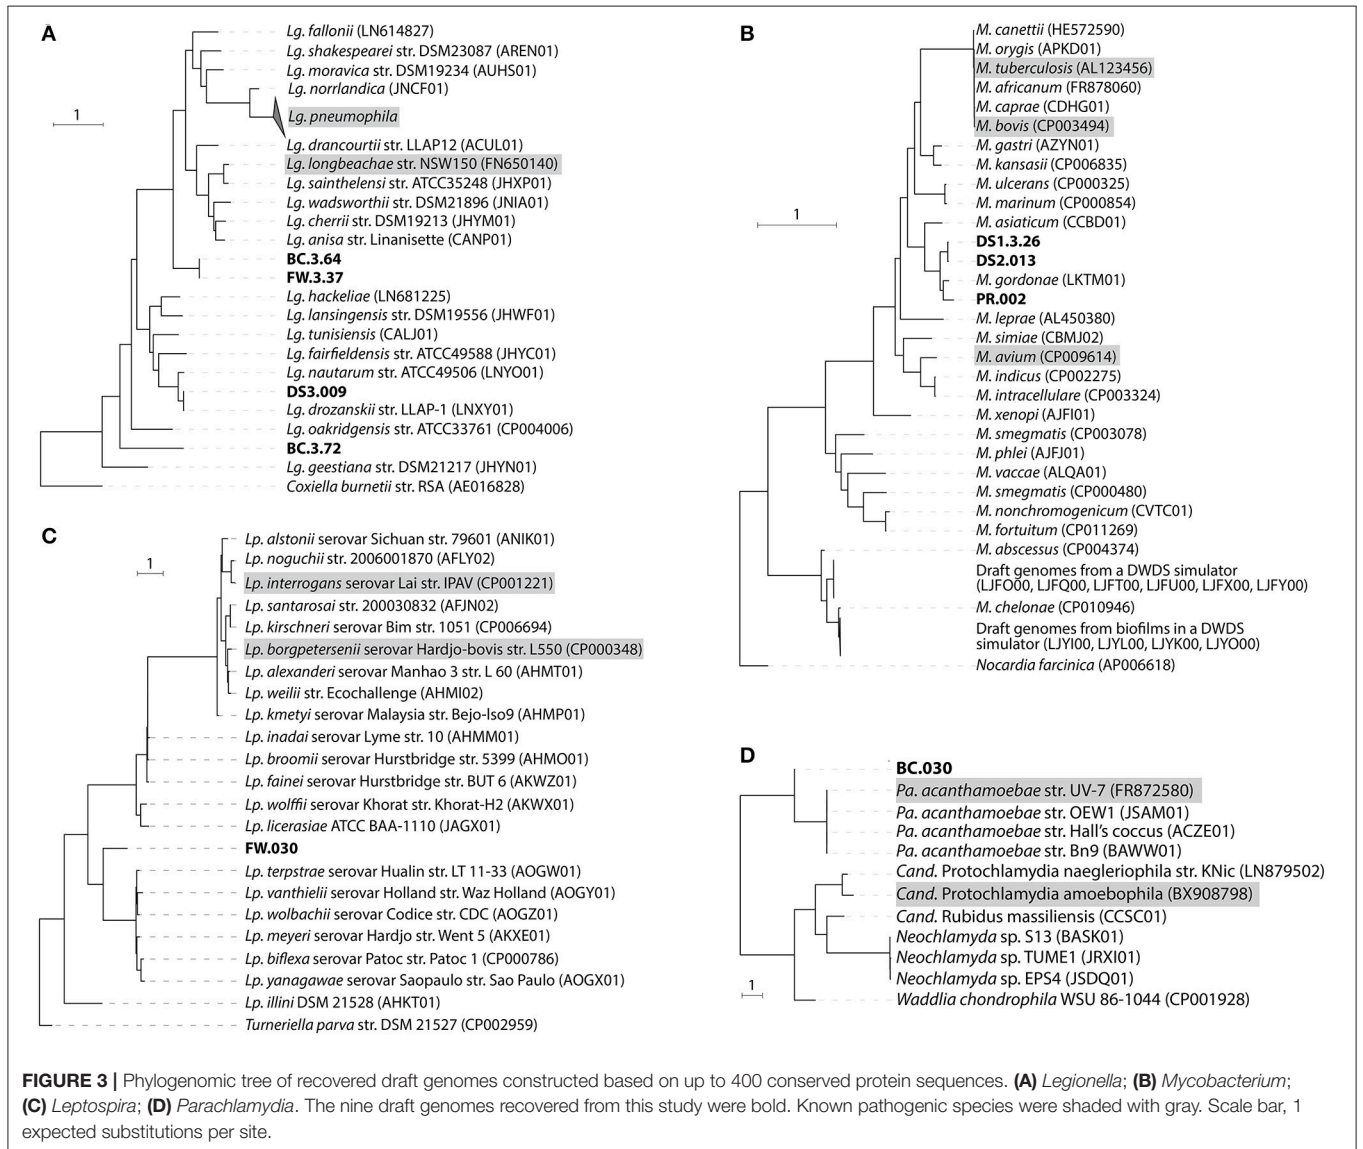 A
Lg. fallonii (LN614827)
Lg. shakespearei str. DSM23087 (AREN01)
Lg. moravica str. DSM19234 (AUHS01)
Lg. norrlandica (JNCF01)
1
Lg. pneumophila
Lg. drancourtii str. LLAP12 (ACUL01)
Lg. longbeachae str. NSW150 (FN650140)
Lg. sainthelensi str. ATCC35248 (JHXP01)
Lg. wadsworthii str. DSM21896 (JNIA01)
Lg. cherrii str. DSM19213 (JHYM01)
Lg. anisa str. Linanisette (CANP01)
BC.3.64
FW.3.37
Lg. hackeliae (LN681225)
Lg. lansingensis str. DSM19556 (JHWF01)
Lg. tunisiensis (CALJ01)
Lg. fairfieldensis str. ATCC49588 (JHYC01)
Lg. nautarum str. ATCC49506 (LNYO01)
DS3.009
Lg. drozanskii str. LLAP-1 (LNXY01)
Lg. oakridgensis str. ATCC33761 (CP004006)
BC.3.72
Lg. geestiana str. DSM21217 (JHYN01)
Coxiella burnetii str. RSA (AE016828)
B
M. canettii (HE572590)
M. orygis (APKD01)
M. tuberculosis (AL123456)
M. africanum (FR878060)
M. caprae (CDHG01)
M. bovis (CP003494)
M. gastri (AZYN01)
M. kansasii (CP006835)
M. ulcerans (CP000325)
M. marinum (CP000854)
1
M. asiaticum (CCBD01)
DS1.3.26
DS2.013
M. gordonae (LKTM01)
PR.002
M. leprae (AL450380)
M. simiae (CBMJ02)
M. avium (CP009614)
M. indicus (CP002275)
M. intracellulare (CP003324)
M. xenopi (AJFI01)
M. smegmatis (CP003078)
M. phlei (AJFJ01)
M. vaccae (ALQA01)
M. smegmatis (CP000480)
M. nonchromogenicum (CVTC01)
M. fortuitum (CP011269)
M. abscessus (CP004374)
Draft genomes from a DWDS simulator
(LJFO00, LJFQ00, LJFT00, LJFU00, LJFX00, LJFY00)
M. chelonae (CP010946)
Draft genomes from biofilms in a DWDS
simulator (LJYI00, LJYL00, LJYK00, LJYO00)
Nocardia farcinica (AP006618)
C
Lp. alstonii serovar Sichuan str. 79601 (ANIK01)
Lp. noguchii str. 2006001870 (AFLY02)
1
Lp. interrogans serovar Lai str. IPAV (CP001221)
Lp. santarosai str. 200030832 (AFJN02)
Lp. kirschneri serovar Bim str. 1051 (CP006694)
Lp. borgpetersenii serovar Hardjo-bovis str. L550 (CP000348)
Lp. alexanderi serovar Manhao 3 str. L 60 (AHMT01)
Lp. weilii str. Ecochallenge (AHMI02)
Lp. kmetyi serovar Malaysia str. Bejo-Iso9 (AHMP01)
Lp. inadai serovar Lyme str. 10 (AHMM01)
Lp. broomii serovar Hurstbridge str. 5399 (AHMO01)
Lp. fainei serovar Hurstbridge str. BUT 6 (AKWZ01)
Lp. wolffii serovar Khorat str. Khorat-H2 (AKWX01)
Lp. licerasiae ATCC BAA-1110 (JAGX01)
FW.030
Lp. terpstrae serovar Hualin str. LT 11-33 (AOGW01)
Lp. vanthielii serovar Holland str. Waz Holland (AOGY01)
Lp. wolbachii serovar Codice str. CDC (AOGZ01)
Lp. meyeri serovar Hardjo str. Went 5 (AKXE01)
Lp. biflexa serovar Patoc str. Patoc 1 (CP000786)
Lp. yanagawae serovar Saopaulo str. Sao Paulo (AOGX01)
Lp. illini DSM 21528 (AHKT01)
Turneriella parva str. DSM 21527 (CP002959)
D
BC.030
Pa. acanthamoebae str. UV-7 (FR872580)
Pa. acanthamoebae str. OEW1 (JSAM01)
Pa. acanthamoebae str. Hall's coccus (ACZE01)
Pa. acanthamoebae str. Bn9 (BAWW01)
Cand. Protochlamydia naegleriophila str. KNic (LN879502)
Cand. Protochlamydia amoebophila (BX908798)
Cand. Rubidus massiliensis (CCSC01)
Neochlamyda sp. S13 (BASK01)
Neochlamyda sp. TUME1 (JRXI01)
Neochlamyda sp. EPS4 (JSDQ01)
1
Waddlia chondrophila WSU 86-1044 (CP001928)
FIGURE 3 | Phylogenomic tree of recovered draft genomes constructed based on up to 400 conserved protein sequences. (A) Legionella; (B) Mycobacterium;
(C) Leptospira; (D) Parachlamydia. The nine draft genomes recovered from this study were bold. Known pathogenic species were shaded with gray. Scale bar, 1
expected substitutions per site.